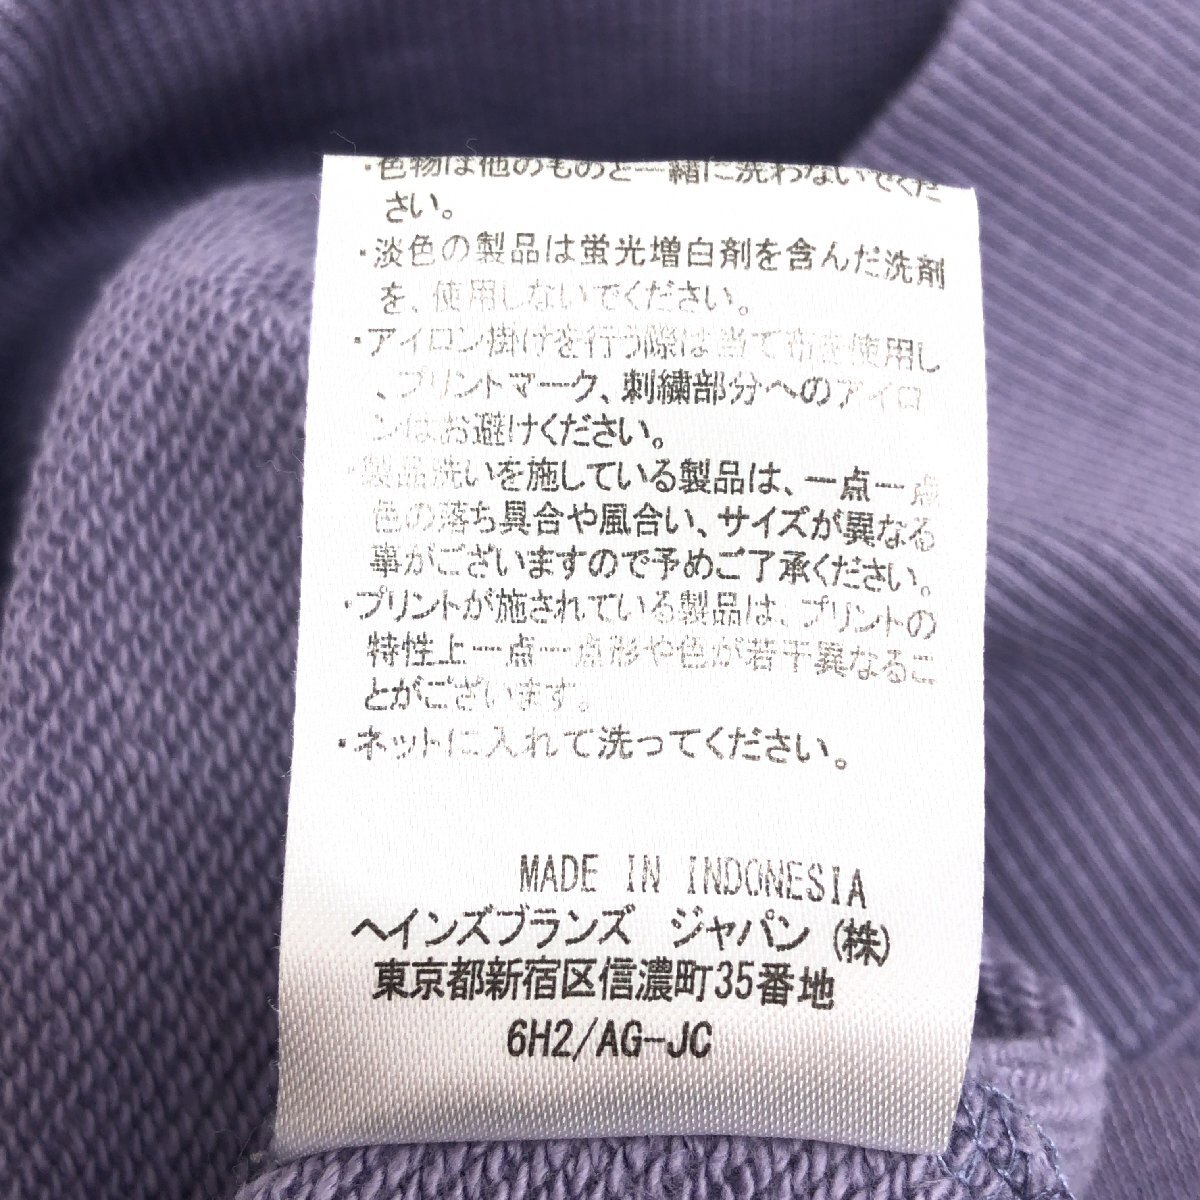 ・色物は他のものと一緒に洗わないでくだ
さい。
・淡色の製品は蛍光増白剤を含んだ洗剤
を、使用しないでください。
・アイロン掛けを行う際は当て布を使用し
、プリントマーク、刺繍部分へのアイロ
ンはお避けください。
・製品洗いを施している製品は、一点一点
色の落ち具合や風合い、サイズが異なる
事がございますので予めご了承ください。
・プリントが施されている製品は、プリントの
特性上一点一点形や色が若干異なるこ
とがございます。
・ネットに入れて洗ってください。
MADE IN INDONESIA
ヘインズブランズ ジャパン (株)
東京都新宿区信濃町35番地
6H2/AG-JC